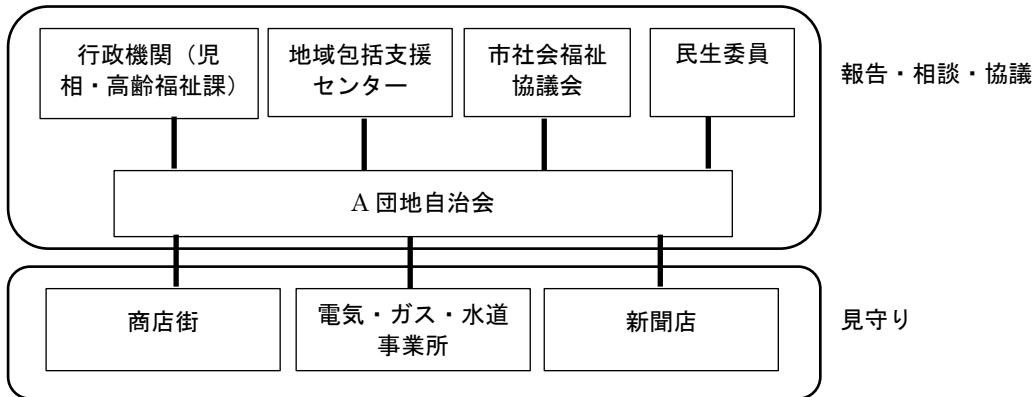 行政機関（児
相・高齢福祉課）
地域包括支援
センター
市社会福祉
協議会
民生委員
報告・相談・協議
A 団地自治会
商店街
電気・ガス・水道
事業所
新聞店
見守り